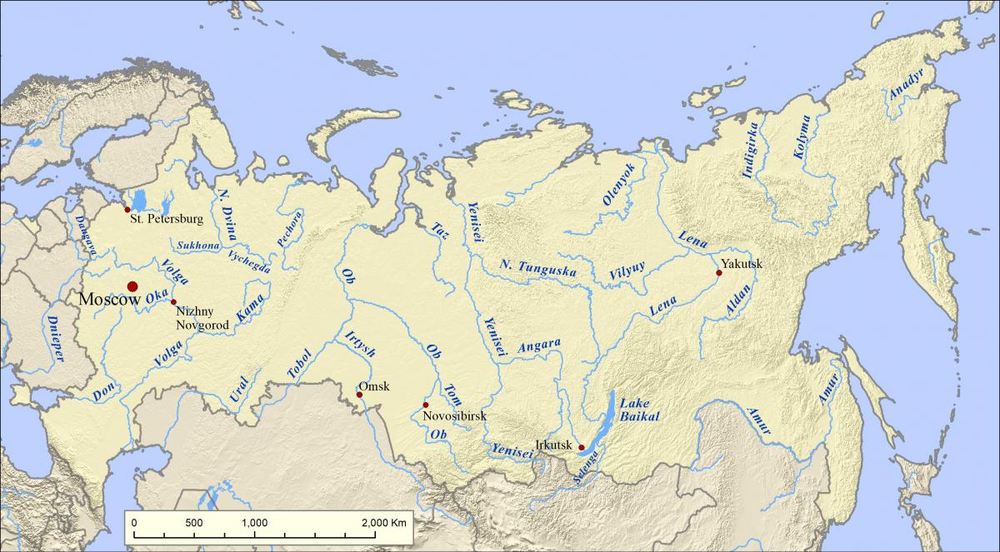 Anadyr
Indigirka
Kolyma
Olenyok
N. Dvina
St. Petersburg
Daugava
Pechora
Yenisei
Taz
Sukhona
Vychegda
Lena
Volga
Ob
N. Tunguska
Vilyuy
Yakutsk
Moscow
Oka
Nizhny
Novgorod
Kama
Lena
Aldan
Dnieper
Volga
Tobol
Irtysh
Ob
Yenisei
Angara
Don
Ural
Omsk
Tom
Novosibirsk
Ob
Lake
Baikal
Amur
Amur
Irkutsk
Yenisei
Selenga
0 500 1,000 2,000 Km